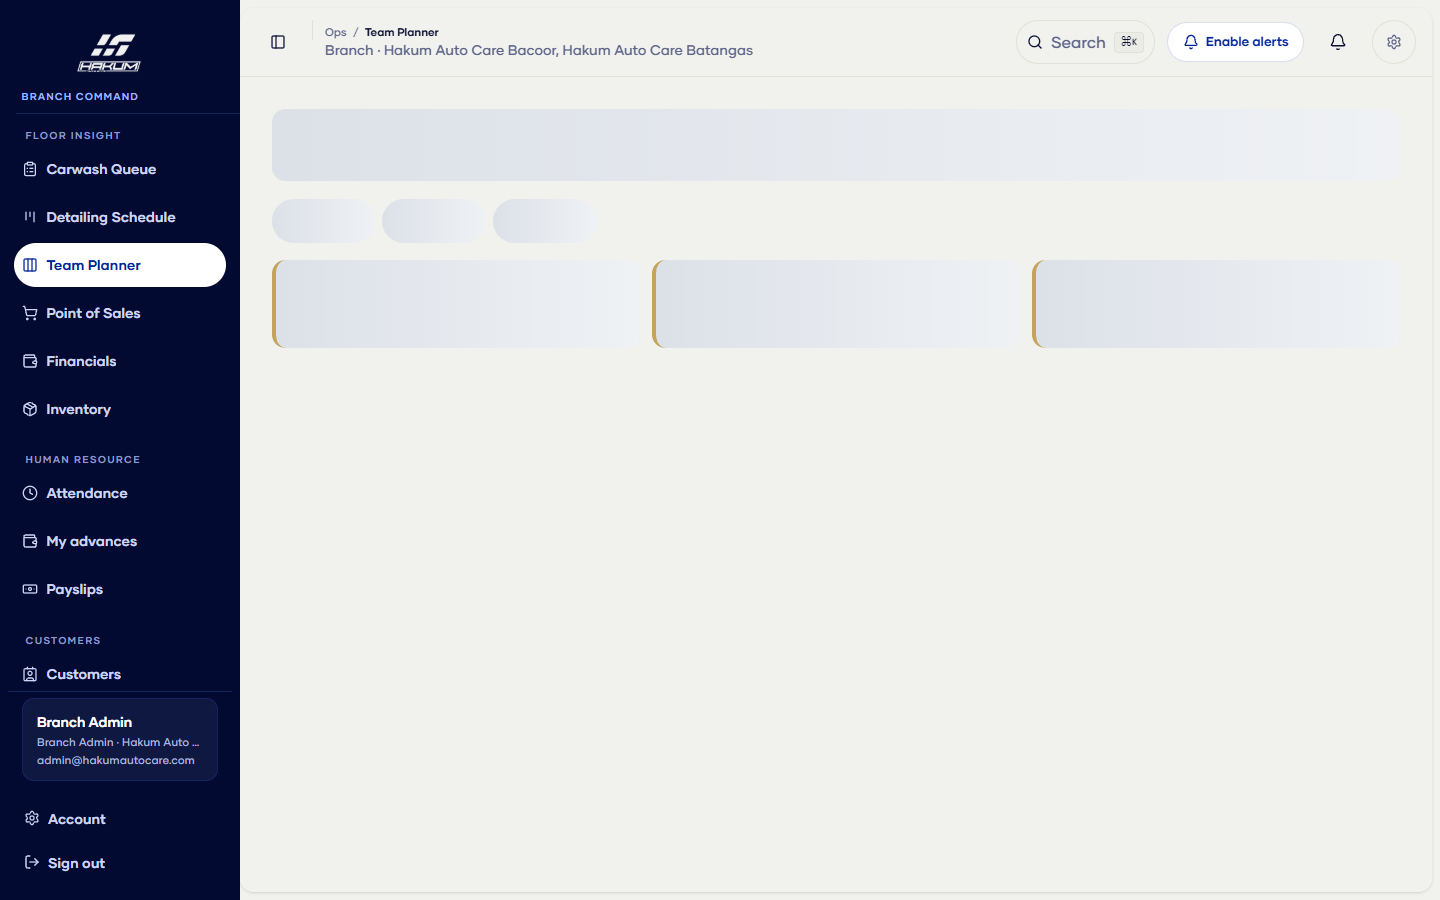 HAKUM
BRANCH COMMAND
FLOOR INSIGHT
Carwash Queue
Detailing Schedule
Team Planner
Point of Sales
Financials
Inventory
HUMAN RESOURCE
Attendance
My advances
Payslips
CUSTOMERS
Customers
Branch Admin
Branch Admin · Hakum Auto ...
admin@hakumautocare.com
Account
Sign out
Ops / Team Planner
Branch · Hakum Auto Care Bacoor, Hakum Auto Care Batangas
Search ⌘K
Enable alerts